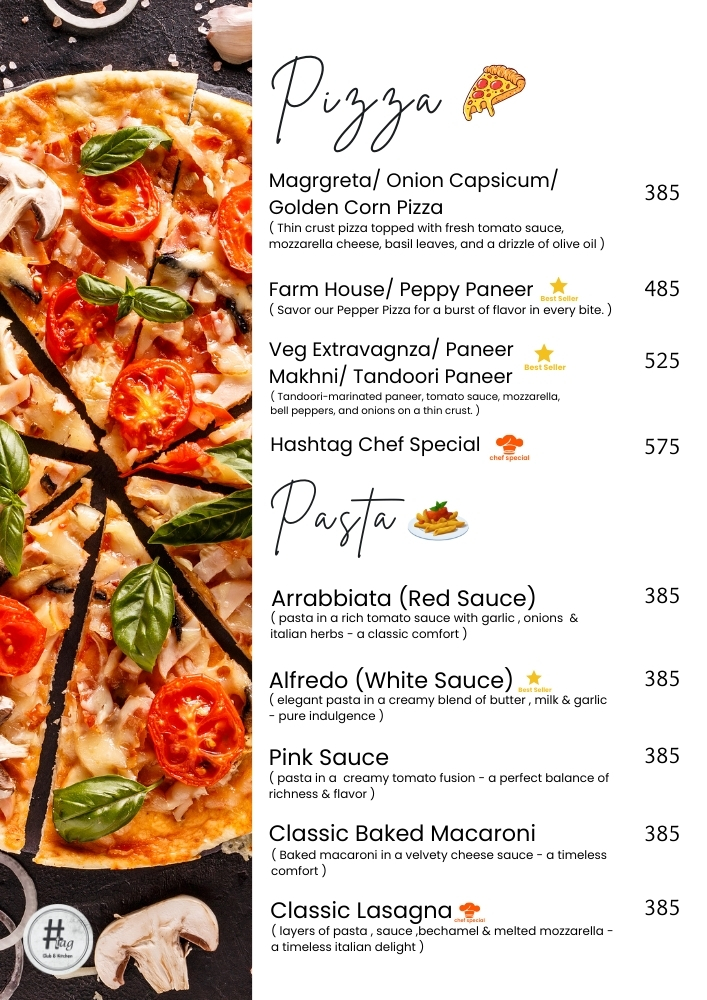 Pizza
Magrgreta/ Onion Capsicum/
Golden Corn Pizza
385
( Thin crust pizza topped with fresh tomato sauce,
mozzarella cheese, basil leaves, and a drizzle of olive oil )
Farm House/ Peppy Paneer
Best Seller
485
( Savor our Pepper Pizza for a burst of flavor in every bite. )
Veg Extravagnza/ Paneer
Makhni/ Tandoori Paneer
Best Seller
525
( Tandoori-marinated paneer, tomato sauce, mozzarella,
bell peppers, and onions on a thin crust. )
Hashtag Chef Special
chef special
575
Pasta
Arrabbiata (Red Sauce)
385
( pasta in a rich tomato sauce with garlic , onions &
italian herbs - a classic comfort )
Alfredo (White Sauce)
Best Seller
385
( elegant pasta in a creamy blend of butter , milk & garlic
- pure indulgence )
Pink Sauce
385
( pasta in a creamy tomato fusion - a perfect balance of
richness & flavor )
Classic Baked Macaroni
385
( Baked macaroni in a velvety cheese sauce - a timeless
comfort )
Classic Lasagna
chef special
385
( layers of pasta , sauce ,bechamel & melted mozzarella -
a timeless italian delight )
#tag
Club & Kitchen